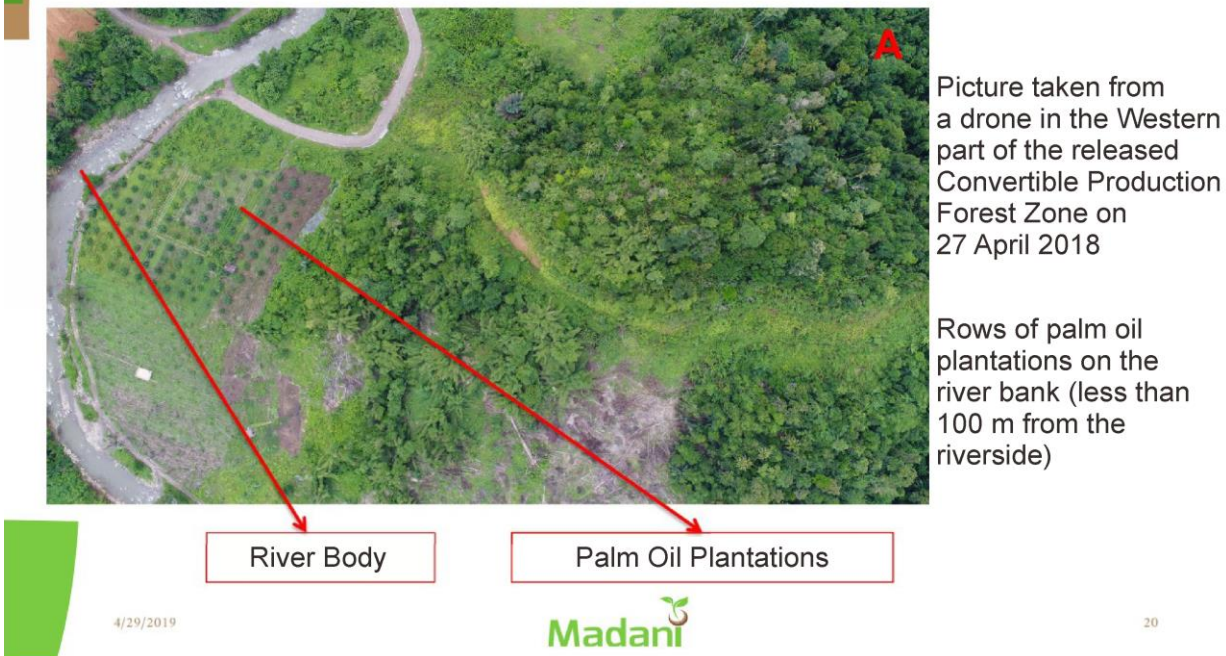 A
Picture taken from
a drone in the Western
part of the released
Convertible Production
Forest Zone on
27 April 2018
Rows of palm oil
plantations on the
river bank (less than
100 m from the
riverside)
River Body
Palm Oil Plantations
4/29/2019
Madani
20